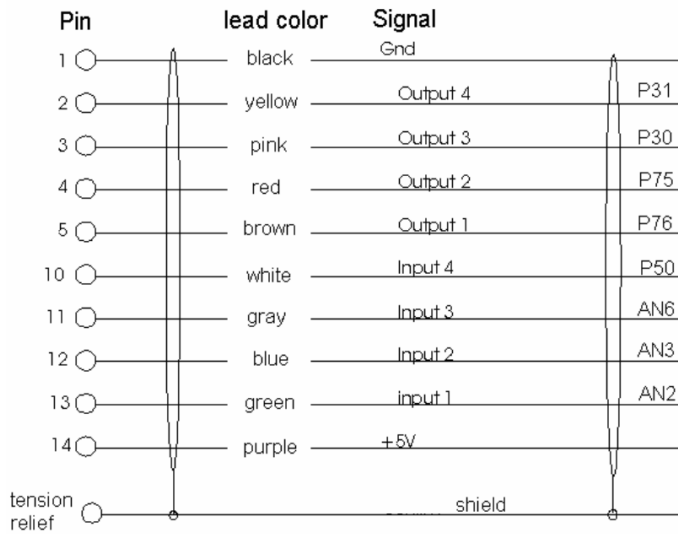 Pin lead color Signal
1 black Gnd
2 yellow Output 4 P31
3 pink Output 3 P30
4 red Output 2 P75
5 brown Output 1 P76
10 white Input 4 P50
11 gray Input 3 AN6
12 blue Input 2 AN3
13 green input 1 AN2
14 purple +5V
tension
relief shield